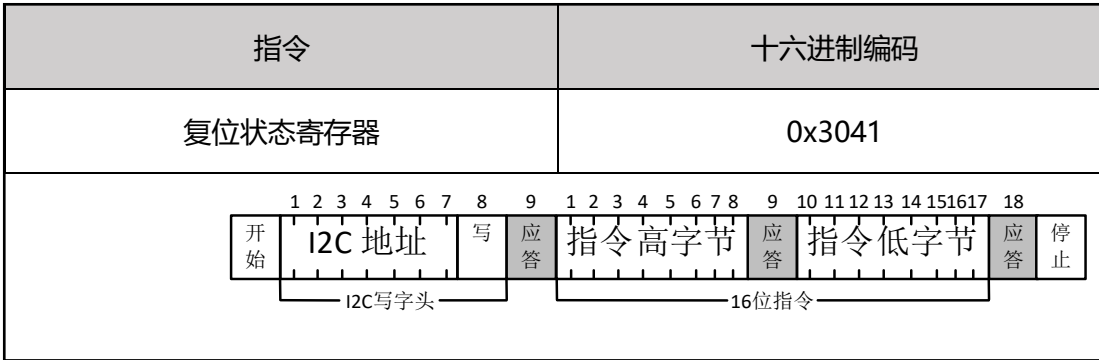 指令 十六进制编码
复位状态寄存器 0x3041
1 2 3 4 5 6 7 8 9 1 2 3 4 5 6 7 8 9 10 11 12 13 14 15 16 17 18
开始 I2C 地址 写 应答 指令高字节 应答 指令低字节 应答 停止
I2C写字头 16位指令